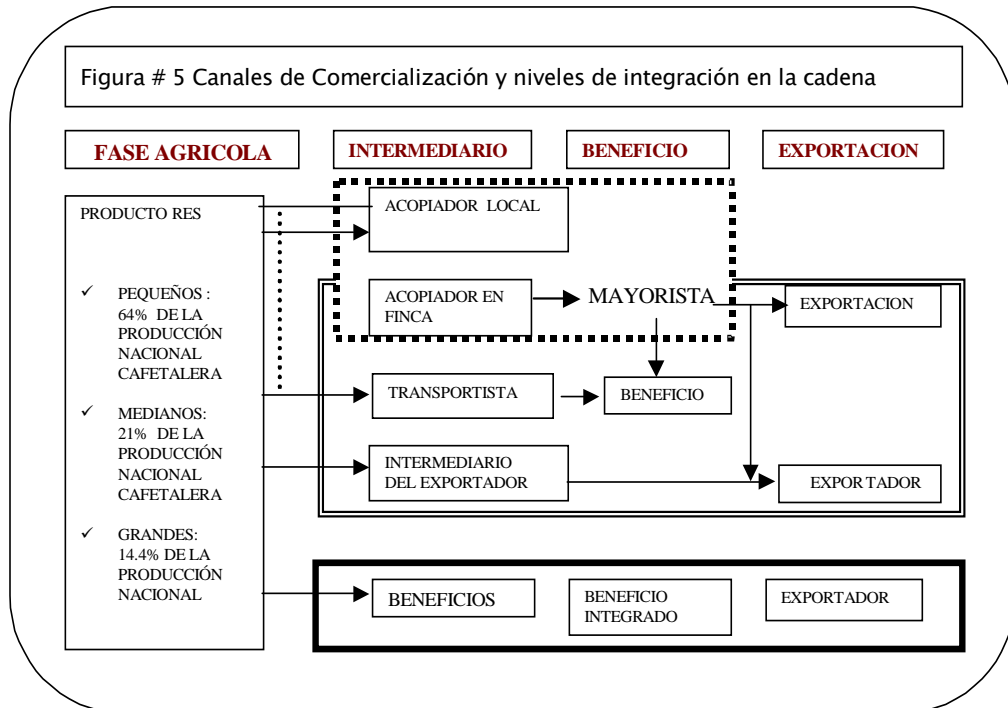 Figura # 5 Canales de Comercialización y niveles de integración en la cadena
FASE AGRICOLA
INTERMEDIARIO
BENEFICIO
EXPORTACION
PRODUCTO RES
✓ PEQUEÑOS :
64% DE LA
PRODUCCIÓN
NACIONAL
CAFETALERA
✓ MEDIANOS:
21% DE LA
PRODUCCIÓN
NACIONAL
CAFETALERA
✓ GRANDES:
14.4% DE LA
PRODUCCIÓN
NACIONAL
ACOPIADOR LOCAL
ACOPIADOR EN
FINCA
MAYORISTA
EXPORTACION
TRANSPORTISTA
BENEFICIO
INTERMEDIARIO
DEL EXPORTADOR
EXPORTADOR
BENEFICIOS
BENEFICIO
INTEGRADO
EXPORTADOR